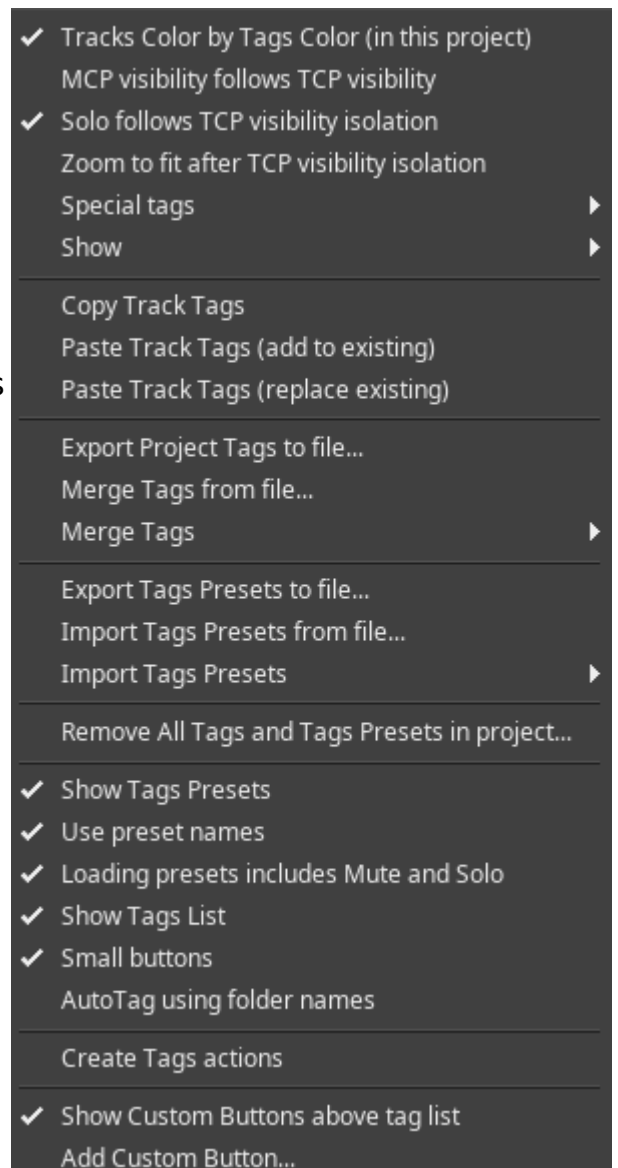 Tracks Color by Tags Color (in this project)
MCP visibility follows TCP visibility
Solo follows TCP visibility isolation
Zoom to fit after TCP visibility isolation
Special tags
Show
Copy Track Tags
Paste Track Tags (add to existing)
Paste Track Tags (replace existing)
Export Project Tags to file...
Merge Tags from file...
Merge Tags
Export Tags Presets to file...
Import Tags Presets from file...
Import Tags Presets
Remove All Tags and Tags Presets in project...
Show Tags Presets
Use preset names
Loading presets includes Mute and Solo
Show Tags List
Small buttons
AutoTag using folder names
Create Tags actions
Show Custom Buttons above tag list
Add Custom Button...